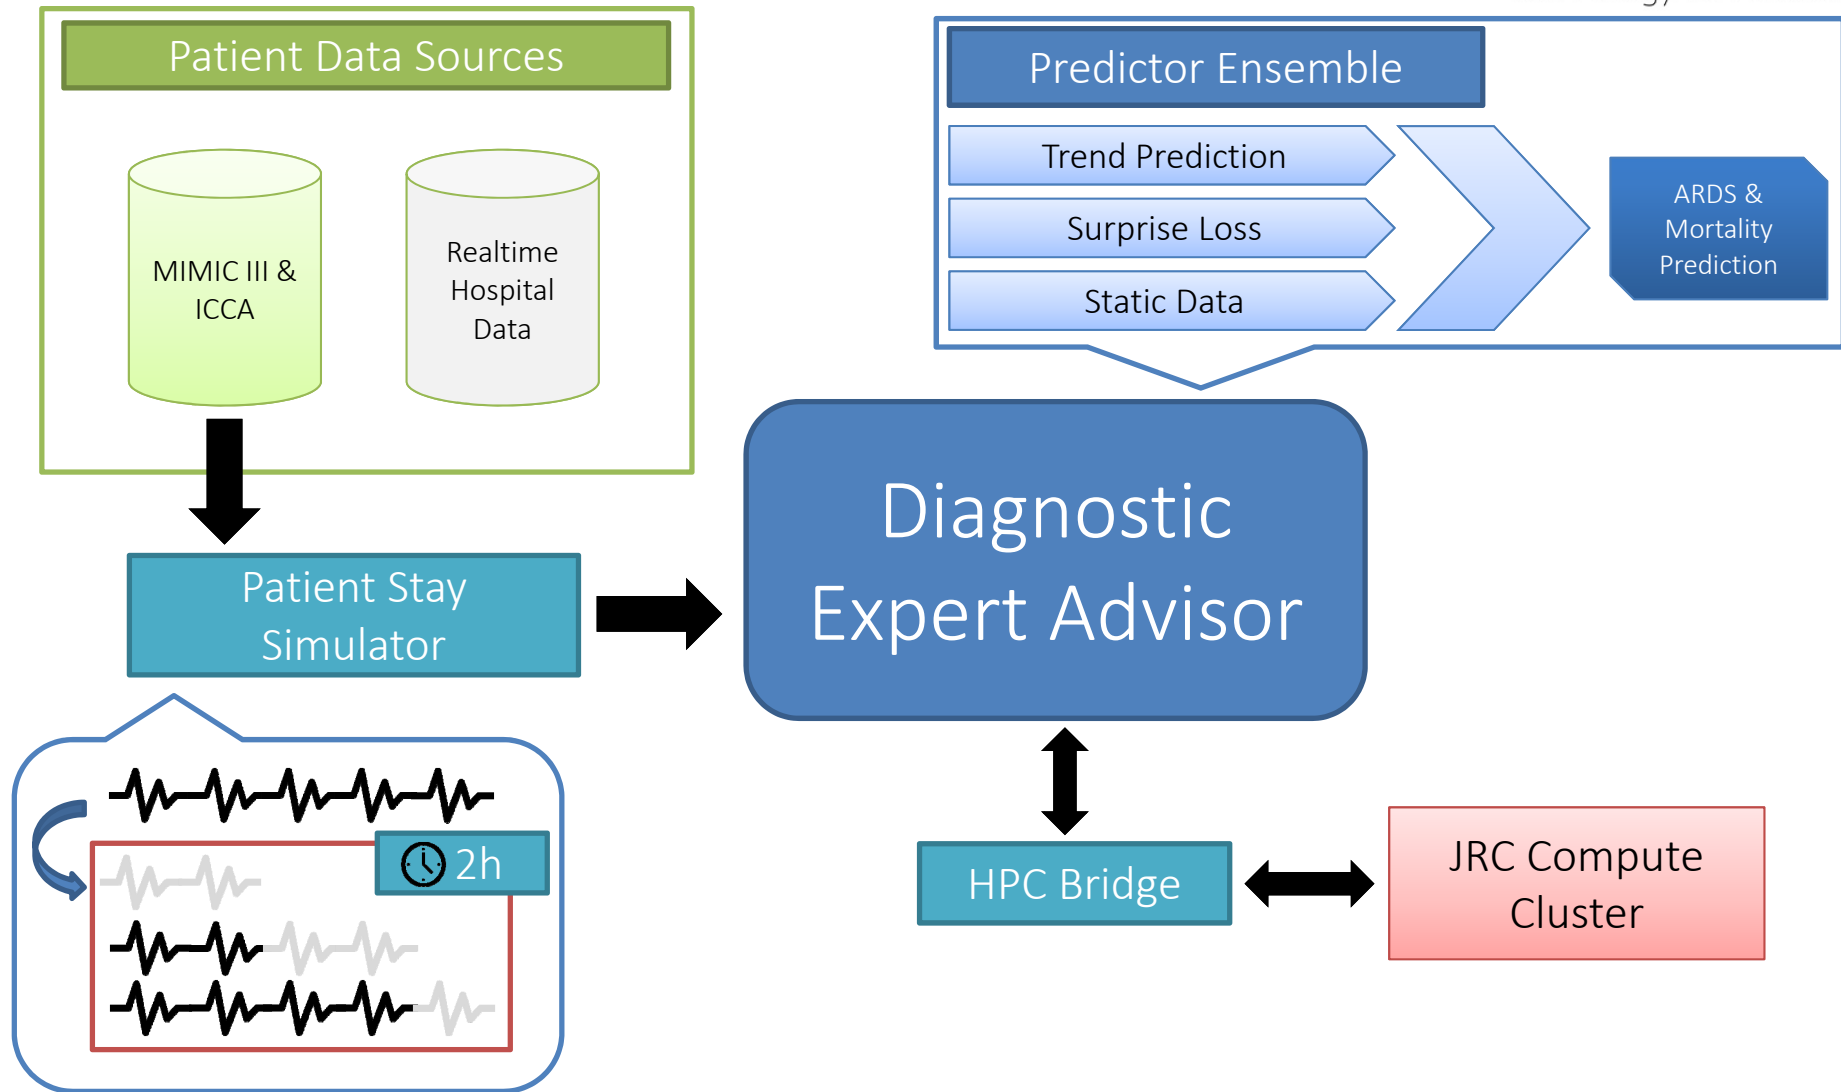 Patient Data Sources
MIMIC III &
ICCA
Realtime
Hospital
Data
Predictor Ensemble
Trend Prediction
Surprise Loss
Static Data
ARDS &
Mortality
Prediction
Patient Stay
Simulator
Diagnostic
Expert Advisor
2h
HPC Bridge
JRC Compute
Cluster